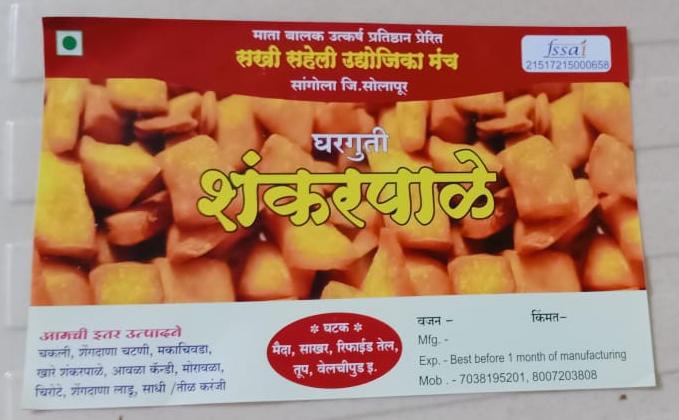 माता बालक उत्कर्ष प्रतिष्ठान प्रेरित
सखी सहेली उद्योजिका मंच
सांगोला जि.सोलापूर
fssai
21517215000658
घरगुती
शंकरपाळे
आमची इतर उत्पादने
चकली, शेंगदाणा चटणी, मकाचिवडा,
खारे शंकरपाळे, आवळा कॅन्डी, मोरावळा,
चिरोटे, शेंगदाणा लाडू, साधी /तीळ करंजी
* घटक *
मैदा, साखर, रिफाईड तेल,
तूप, वेलचीपुड इ.
वजन – किंमत–
Mfg. -
Exp. - Best before 1 month of manufacturing
Mob . - 7038195201, 8007203808